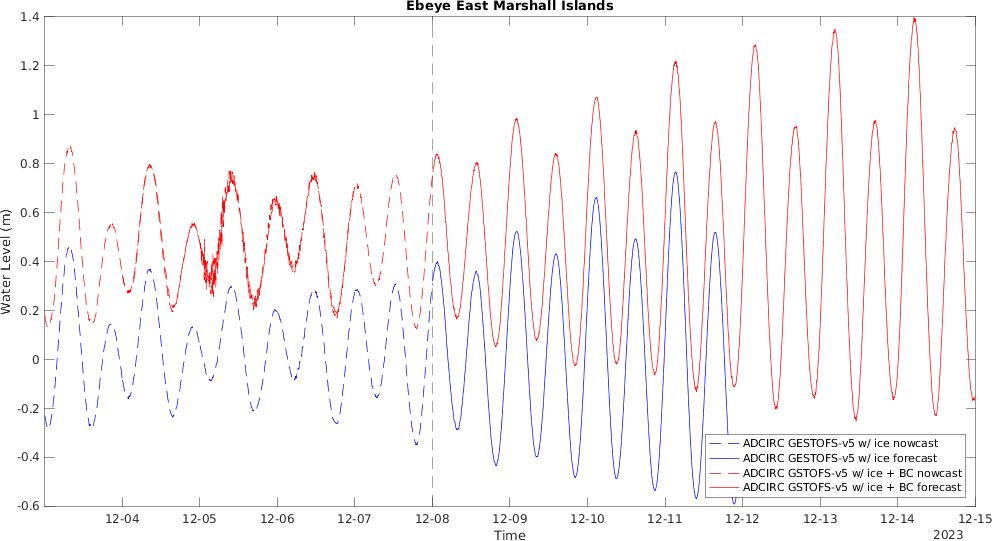 Ebeye East Marshall Islands
1.4
1.2
1
0.8
0.6
0.4
0.2
0
-0.2
-0.4
-0.6
Water Level (m)
ADCIRC GESTOFS-v5 w/ ice nowcast
ADCIRC GESTOFS-v5 w/ ice forecast
ADCIRC GSTOFS-v5 w/ ice + BC nowcast
ADCIRC GSTOFS-v5 w/ ice + BC forecast
12-04 12-05 12-06 12-07 12-08 12-09 12-10 12-11 12-12 12-13 12-14 12-15
Time
2023